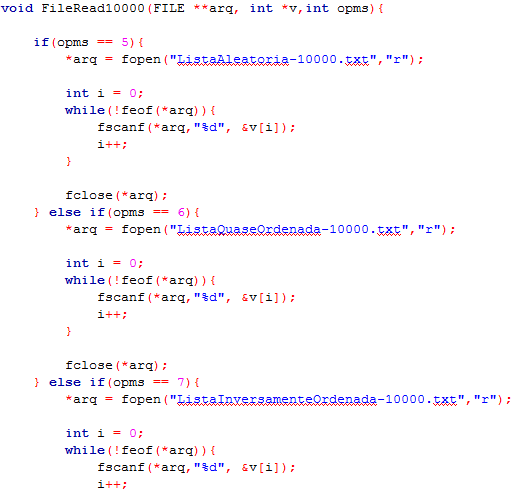 void FileRead10000(FILE **arq, int *v,int opms){
if(opms == 5){
*arq = fopen("ListaAleatoria-10000.txt","r");
int i = 0;
while(!feof(*arq)){
fscanf(*arq,"%d", &v[i]);
i++;
}
fclose(*arq);
} else if(opms == 6){
*arq = fopen("ListaQuaseOrdenada-10000.txt","r");
int i = 0;
while(!feof(*arq)){
fscanf(*arq,"%d", &v[i]);
i++;
}
fclose(*arq);
} else if(opms == 7){
*arq = fopen("ListaInversamenteOrdenada-10000.txt","r");
int i = 0;
while(!feof(*arq)){
fscanf(*arq,"%d", &v[i]);
i++;